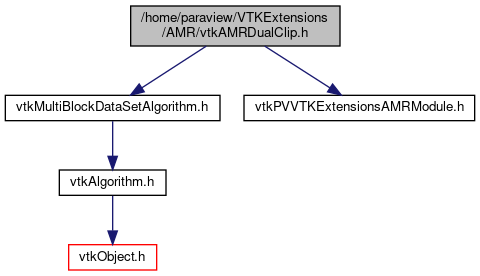 /home/paraview/VTKExtensions
/AMR/vtkAMRDualClip.h
vtkMultiBlockDataSetAlgorithm.h
vtkPVVTKExtensionsAMRModule.h
vtkAlgorithm.h
vtkObject.h